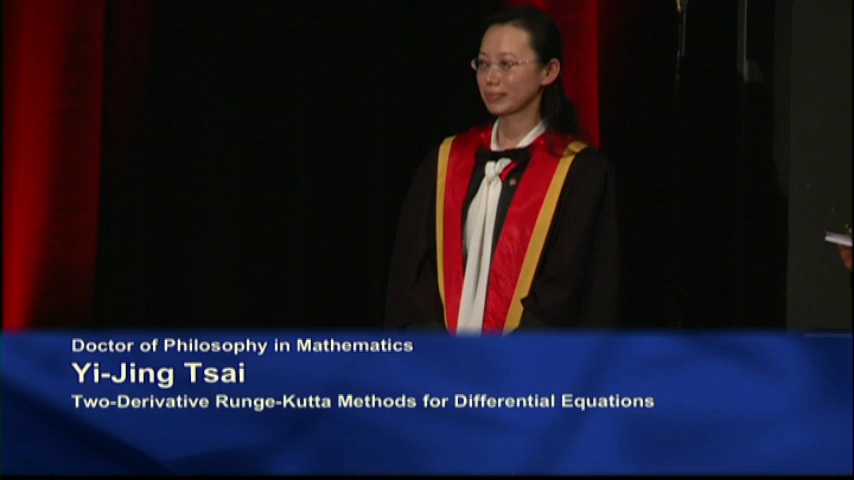 Doctor of Philosophy in Mathematics
Yi-Jing Tsai
Two-Derivative Runge-Kutta Methods for Differential Equations